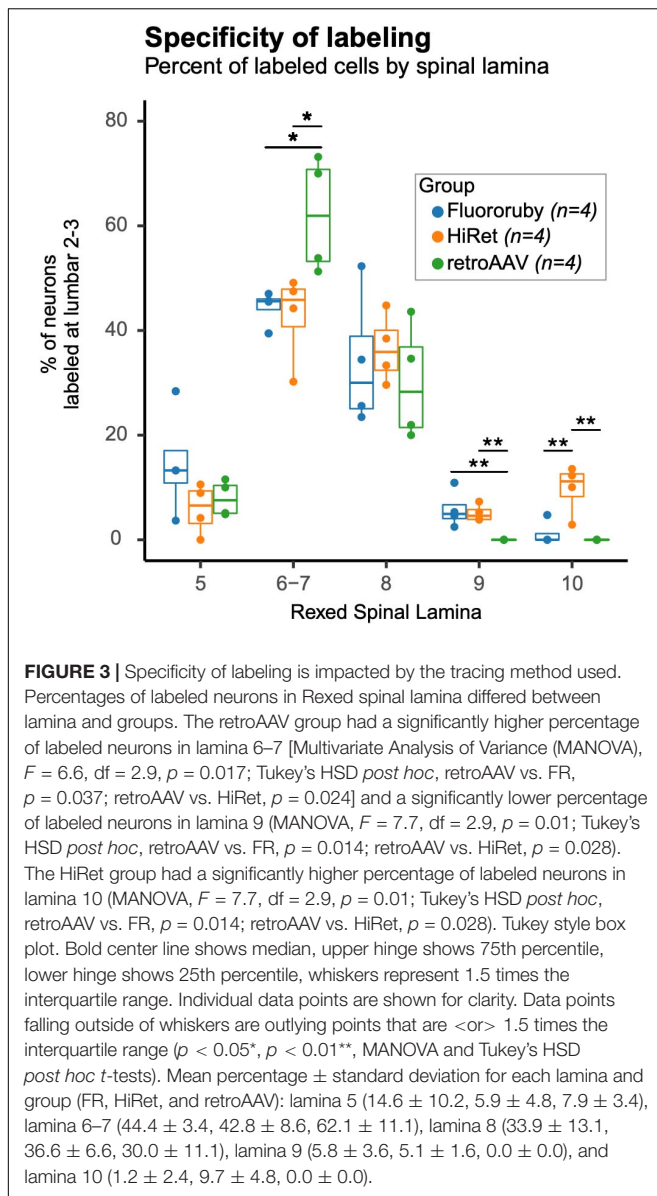 Specificity of labeling
Percent of labeled cells by spinal lamina
80
60
40
20
0
% of neurons
labeled at lumbar 2-3
* 
*
Group
Fluororuby (n=4)
HiRet (n=4)
retroAAV (n=4)
**
**
**
**
5
6–7
8
9
10
Rexed Spinal Lamina
FIGURE 3 | Specificity of labeling is impacted by the tracing method used.
Percentages of labeled neurons in Rexed spinal lamina differed between
lamina and groups. The retroAAV group had a significantly higher percentage
of labeled neurons in lamina 6–7 [Multivariate Analysis of Variance (MANOVA),
F = 6.6, df = 2.9, p = 0.017; Tukey's HSD post hoc, retroAAV vs. FR,
p = 0.037; retroAAV vs. HiRet, p = 0.024] and a significantly lower percentage
of labeled neurons in lamina 9 (MANOVA, F = 7.7, df = 2.9, p = 0.01; Tukey's
HSD post hoc, retroAAV vs. FR, p = 0.014; retroAAV vs. HiRet, p = 0.028).
The HiRet group had a significantly higher percentage of labeled neurons in
lamina 10 (MANOVA, F = 7.7, df = 2.9, p = 0.01; Tukey's HSD post hoc,
retroAAV vs. FR, p = 0.014; retroAAV vs. HiRet, p = 0.028). Tukey style box
plot. Bold center line shows median, upper hinge shows 75th percentile,
lower hinge shows 25th percentile, whiskers represent 1.5 times the
interquartile range. Individual data points are shown for clarity. Data points
falling outside of whiskers are outlying points that are <or> 1.5 times the
interquartile range (p < 0.05*, p < 0.01**, MANOVA and Tukey's HSD
post hoc t-tests). Mean percentage ± standard deviation for each lamina and
group (FR, HiRet, and retroAAV): lamina 5 (14.6 ± 10.2, 5.9 ± 4.8, 7.9 ± 3.4),
lamina 6–7 (44.4 ± 3.4, 42.8 ± 8.6, 62.1 ± 11.1), lamina 8 (33.9 ± 13.1,
36.6 ± 6.6, 30.0 ± 11.1), lamina 9 (5.8 ± 3.6, 5.1 ± 1.6, 0.0 ± 0.0), and
lamina 10 (1.2 ± 2.4, 9.7 ± 4.8, 0.0 ± 0.0).